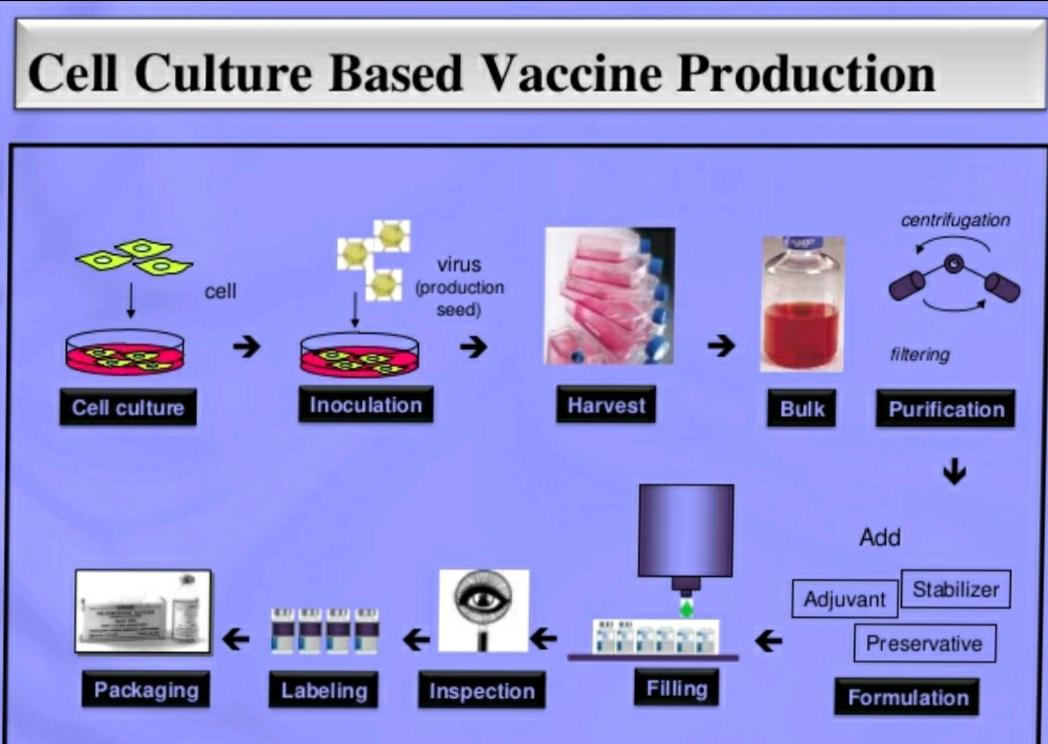 Cell Culture Based Vaccine Production
cell
virus
(production
seed)
centrifugation
filtering
Cell culture
Inoculation
Harvest
Bulk
Purification
Add
Adjuvant
Stabilizer
Preservative
Packaging
Labeling
Inspection
Filling
Formulation